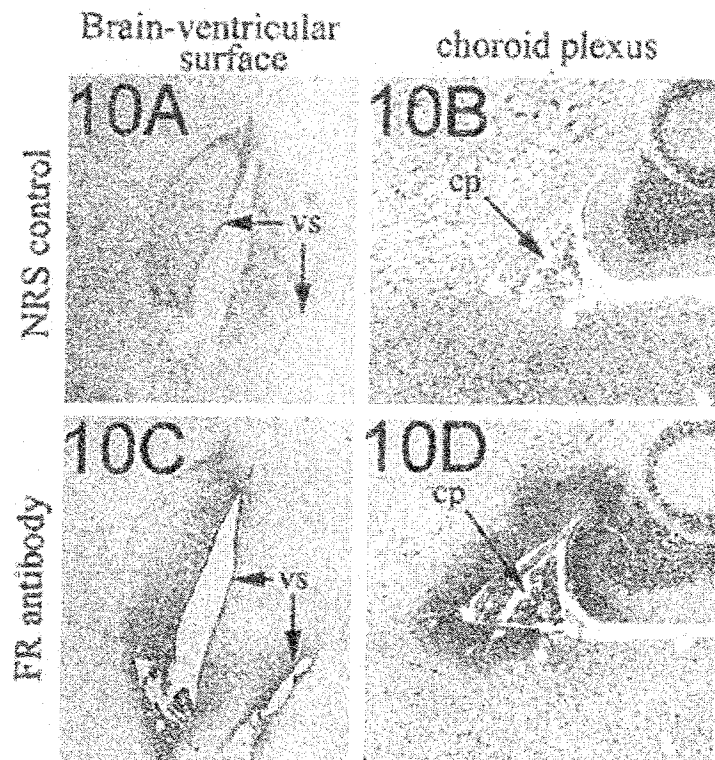 Brain-ventricular
surface
choroid plexus
NRS control
10A
vs
10B
cp
FR antibody
10C
vs
10D
cp